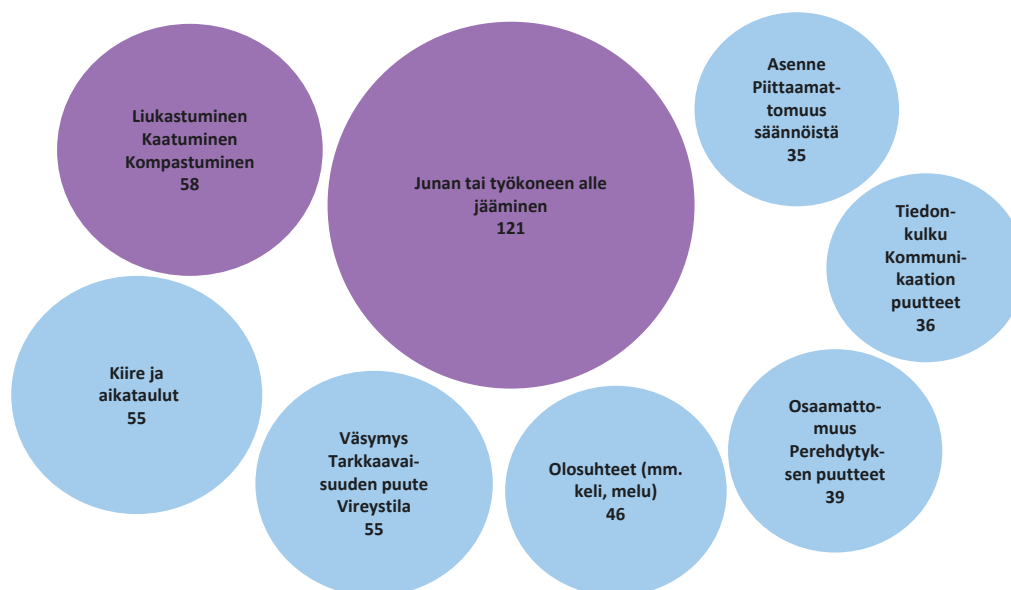 Liukastuminen
Kaatuminen
Kompastuminen
58
Junan tai työkoneen alle
jääminen
121
Asenne
Piittaamat-
tomuus
säännöistä
35
Tiedon-
kulku
Kommuni-
kaation
puutteet
36
Kiire ja
aikataulut
55
Väsymys
Tarkkaavai-
suuden puute
Vireystila
55
Olosuhteet (mm.
keli, melu)
46
Osaamatto-
muus
Perehdytyk-
sen puutteet
39